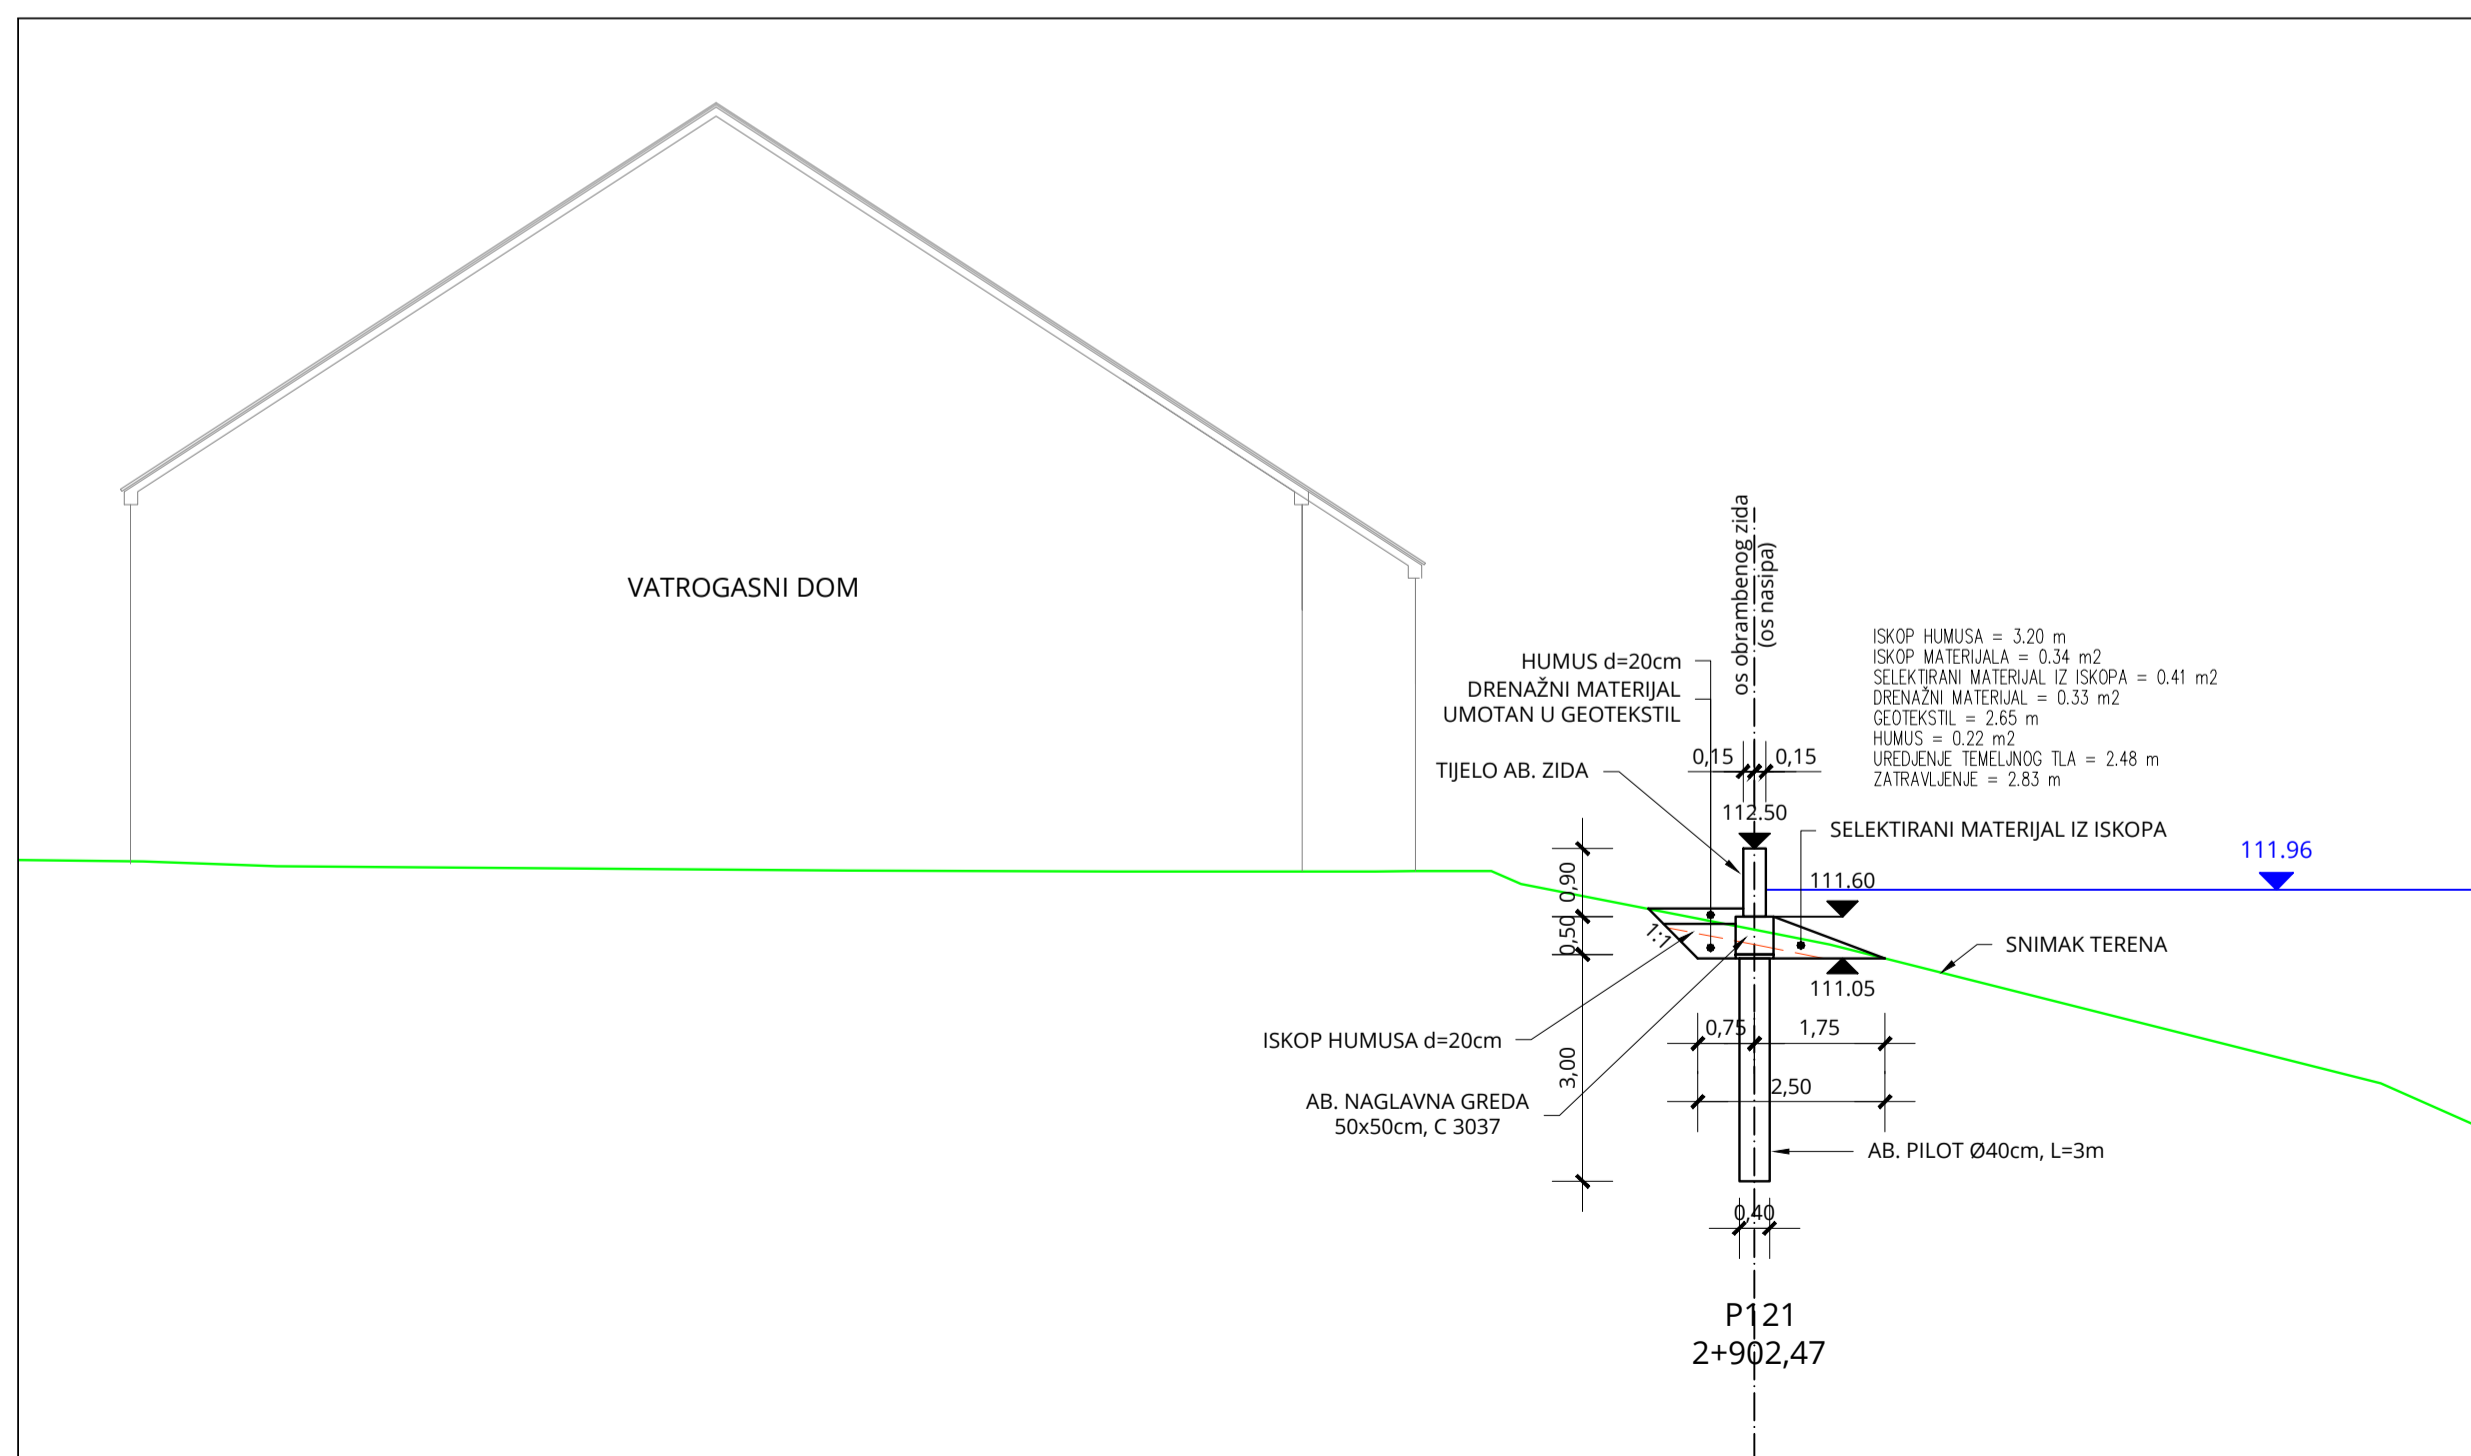 VATROGASNI DOM
os obrambenog zida
(os nasipa)
HUMUS d=20cm
DRENAŽNI MATERIJAL
UMOTAN U GEOTEKSTIL
TIJELO AB. ZIDA
0,15
0,15
112.50
ISKOP HUMUSA = 3.20 m
ISKOP MATERIJALA = 0.34 m2
SELEKTIRANI MATERIJAL IZ ISKOPA = 0.41 m2
DRENAŽNI MATERIJAL = 0.33 m2
GEOTEKSTIL = 2.65 m
HUMUS = 0.22 m2
UREDJENJE TEMELJNOG TLA = 2.48 m
ZATRAVLJENJE = 2.83 m
SELEKTIRANI MATERIJAL IZ ISKOPA
111.96
111.60
0,90
0,50
1:1
SNIMAK TERENA
111.05
ISKOP HUMUSA d=20cm
0,75
1,75
3,00
2,50
AB. NAGLAVNA GREDA
50x50cm, C 3037
AB. PILOT Ø40cm, L=3m
0,40
P121
2+902,47